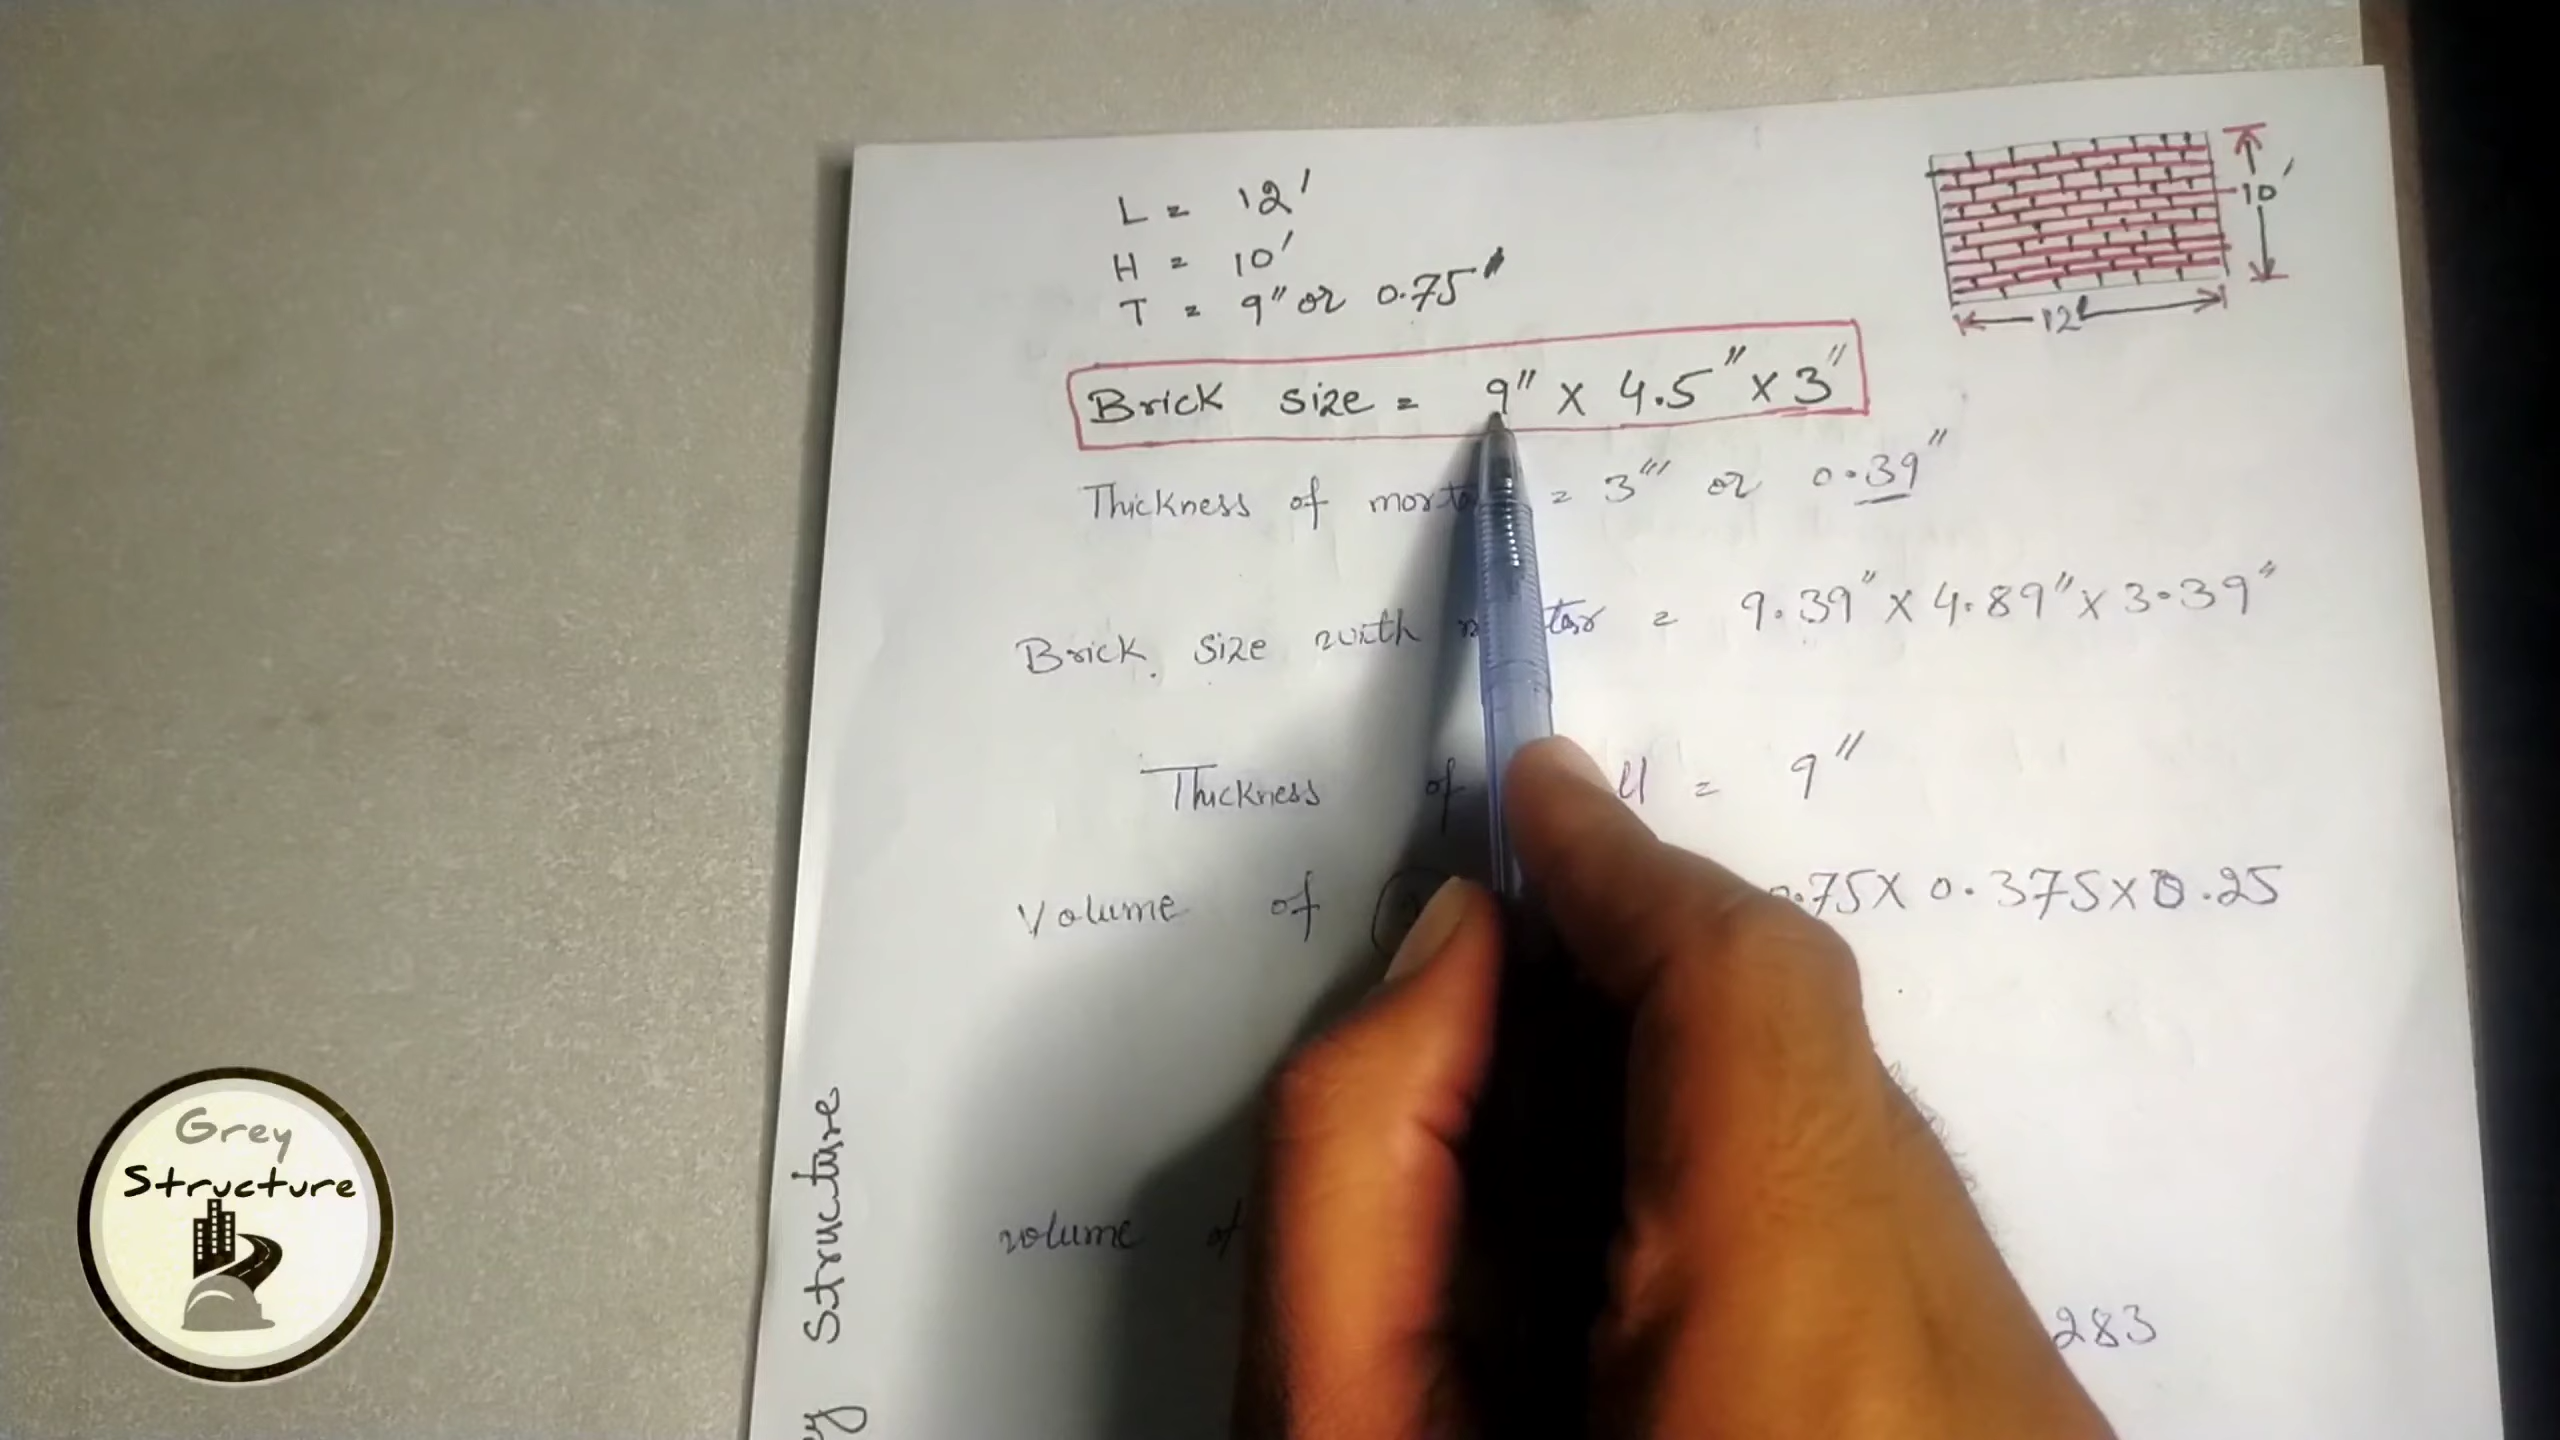 L = 12'
H = 10'
T = 9" or 0.75'
10'
12'
Brick size = 9" X 4.5" X 3"
Thickness of = 3''' or 0.39"
Brick size with = 9.39" X 4.89" X 3.39"
Thickness of = 9"
Volume of 0.75 X 0.375 X 0.25
volume of
283
Structure
Grey
Structure